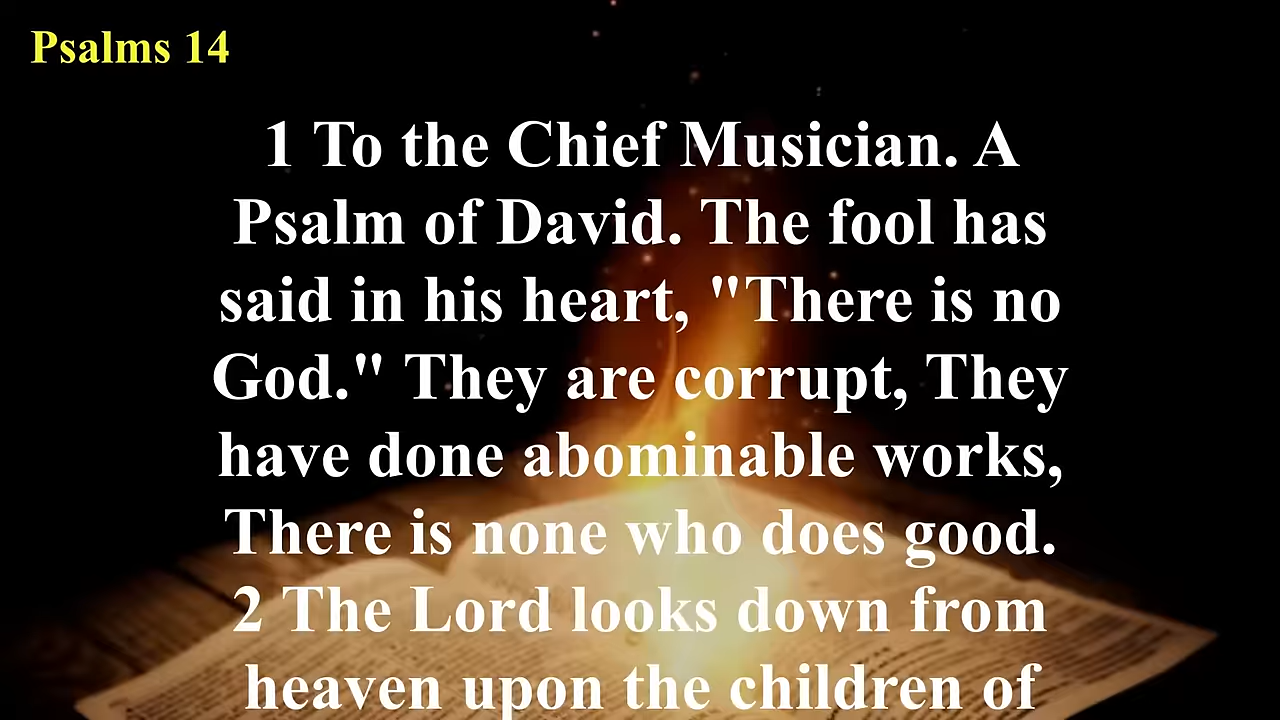 Psalms 14
1 To the Chief Musician. A
Psalm of David. The fool has
said in his heart, "There is no
God." They are corrupt, They
have done abominable works,
There is none who does good.
2 The Lord looks down from
heaven upon the children of